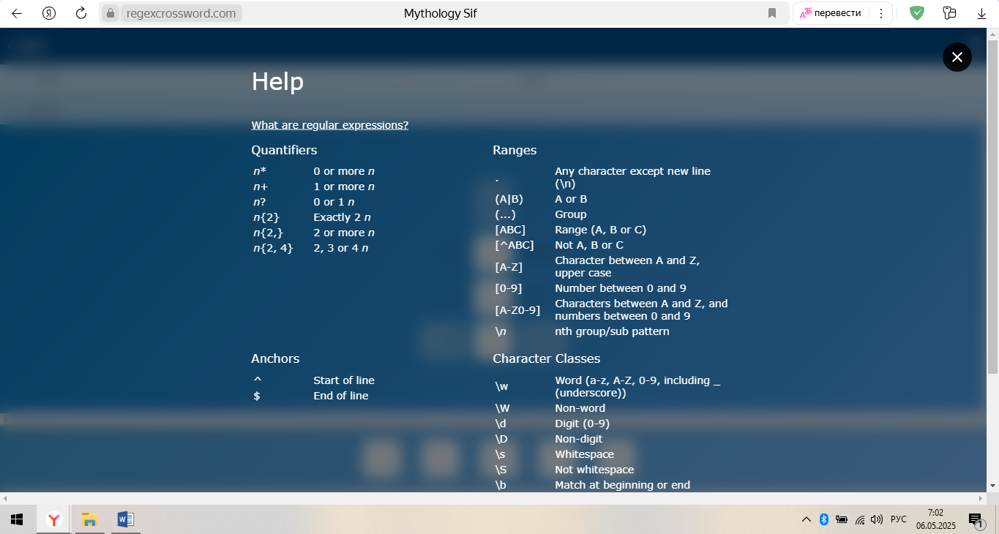 regexcrossword.com
Mythology Sif
перевести
Help
What are regular expressions?
Quantifiers
n* 0 or more n
n+ 1 or more n
n? 0 or 1 n
n{2} Exactly 2 n
n{2,} 2 or more n
n{2, 4} 2, 3 or 4 n
Ranges
. Any character except new line
(\n)
(A|B) A or B
(...) Group
[ABC] Range (A, B or C)
[^ABC] Not A, B or C
[A-Z] Character between A and Z,
upper case
[0-9] Number between 0 and 9
[A-Z0-9] Characters between A and Z, and
numbers between 0 and 9
\n nth group/sub pattern
Anchors
^ Start of line
$ End of line
Character Classes
\w Word (a-z, A-Z, 0-9, including _
(underscore))
\W Non-word
\d Digit (0-9)
\D Non-digit
\s Whitespace
\S Not whitespace
\b Match at beginning or end
РУС
7:02
06.05.2025
1